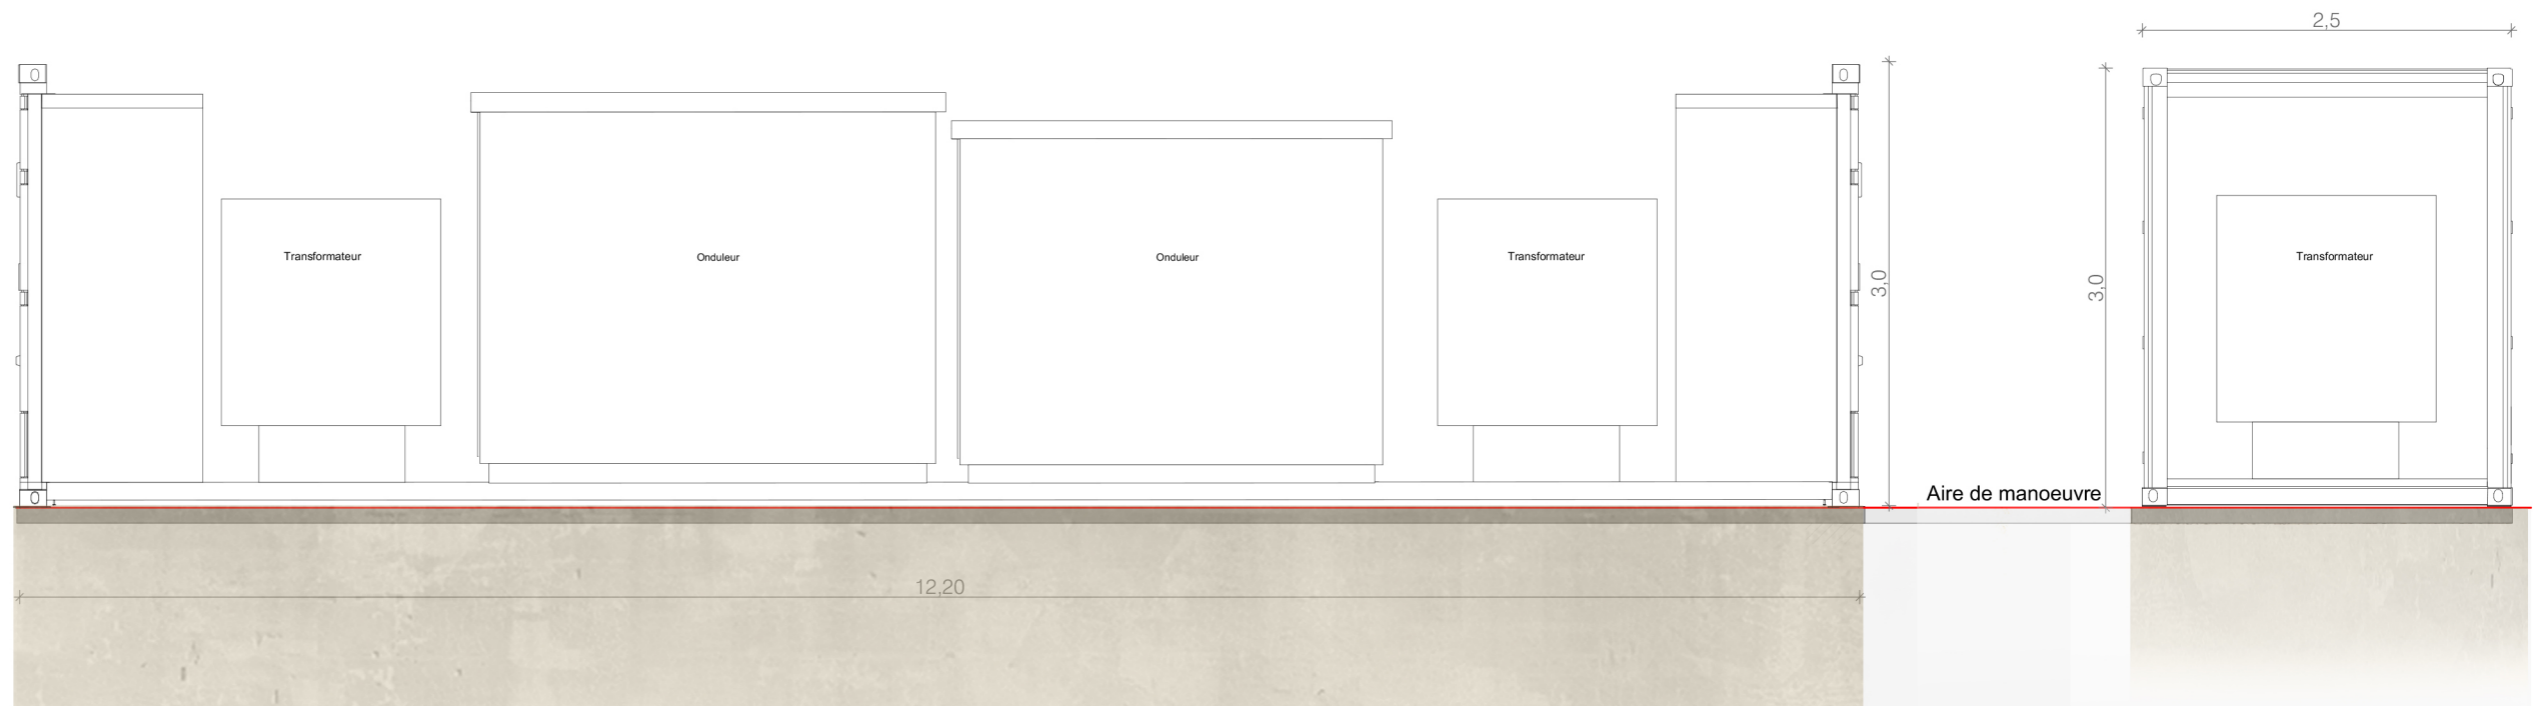 2,5
Transformateur
Onduleur
Onduleur
Transformateur
3,0
3,0
Transformateur
Aire de manoeuvre
12,20